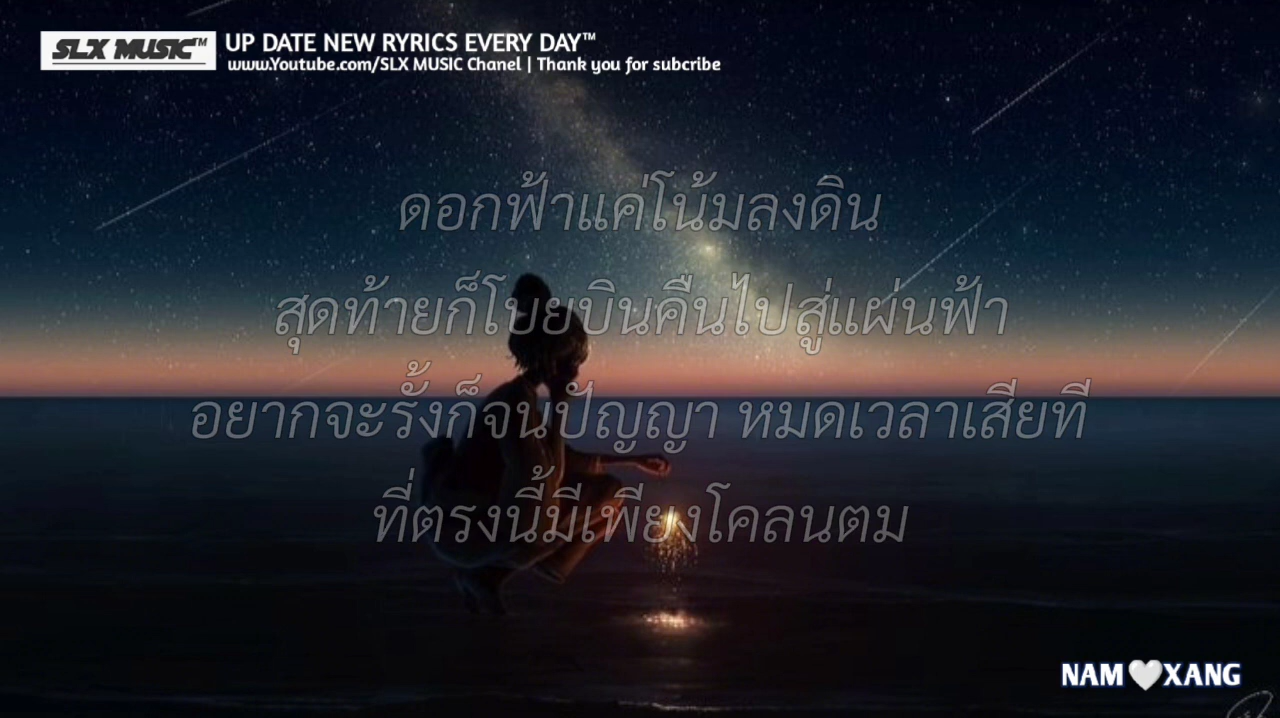 SLX MUSIC™ UP DATE NEW RYRICS EVERY DAY™
www.Youtube.com/SLX MUSIC Chanel | Thank you for subcribe
ดอกฟ้าแค่โน้มลงดิน
สุดท้ายก็โบยบินคืนไปสู่แผ่นฟ้า
อยากจะรั้งก็จนปัญญา หมดเวลาเสียที
ที่ตรงนี้มีเพียงโคลนตม
NAM🤍XANG